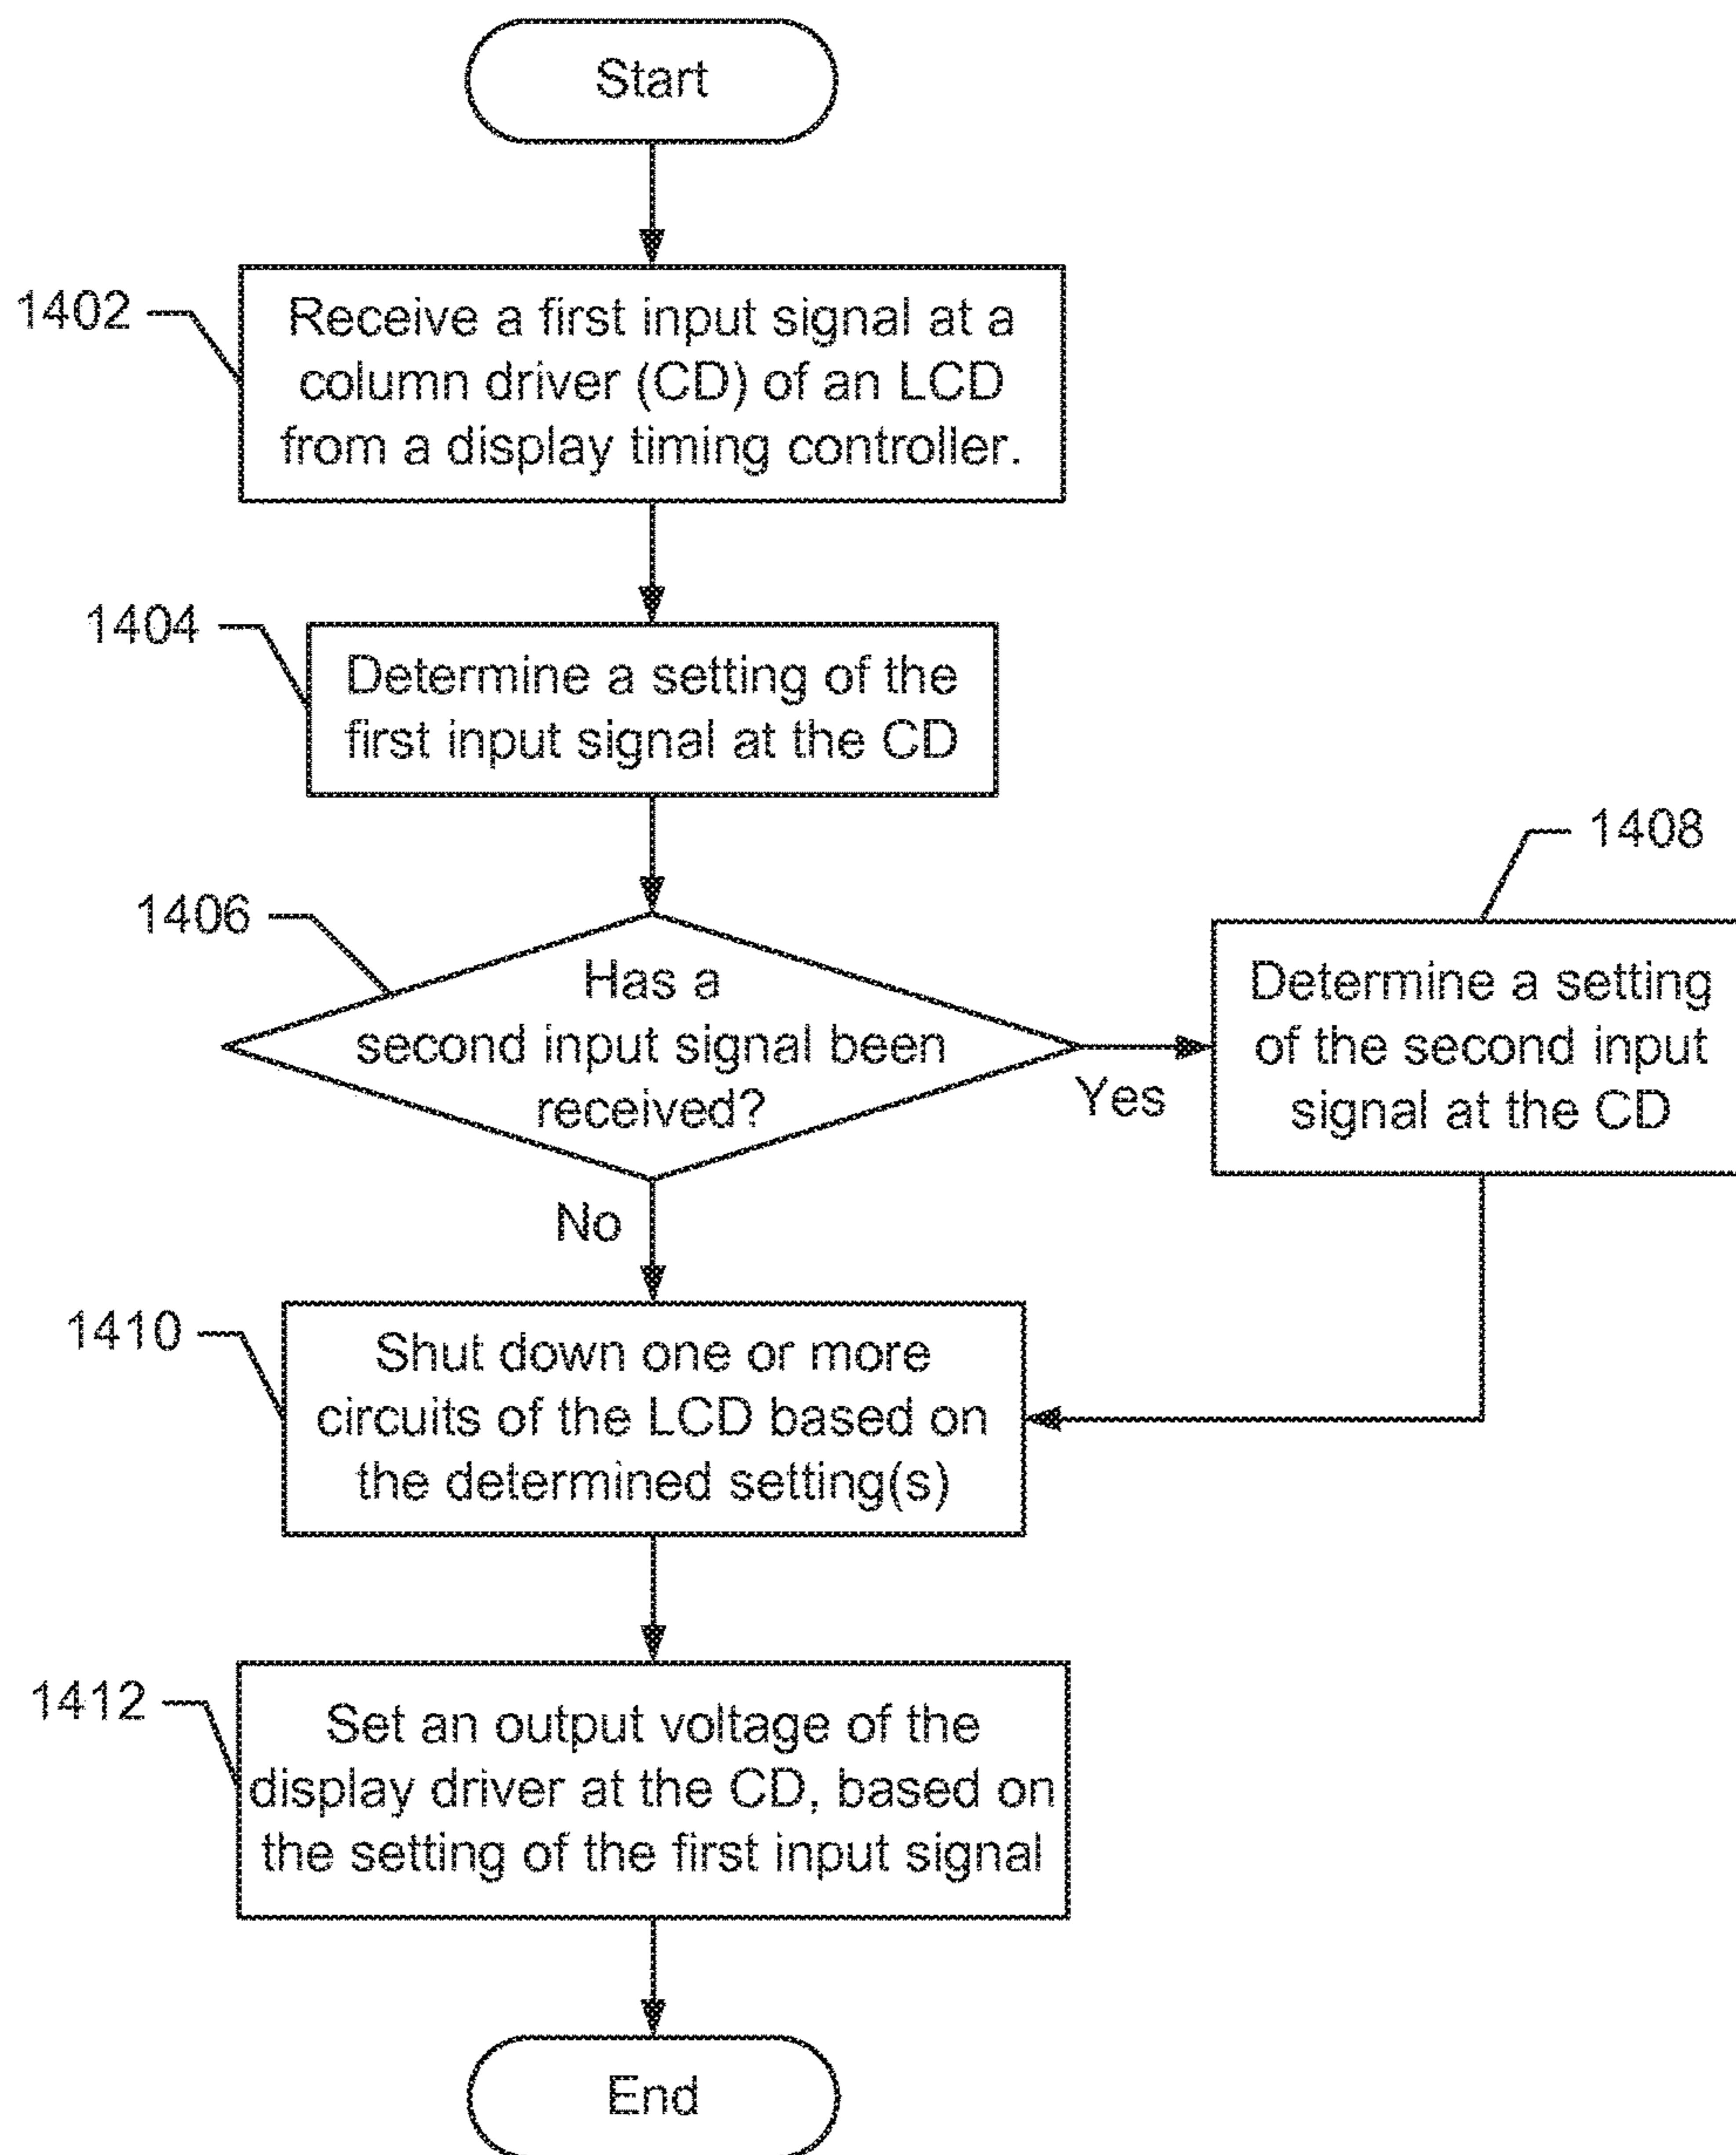 Start
1402
Receive a first input signal at a
column driver (CD) of an LCD
from a display timing controller.
1404
Determine a setting of the
first input signal at the CD
1406
Has a
second input signal been
received?
Yes
1408
Determine a setting
of the second input
signal at the CD
No
1410
Shut down one or more
circuits of the LCD based on
the determined setting(s)
1412
Set an output voltage of the
display driver at the CD, based on
the setting of the first input signal
End